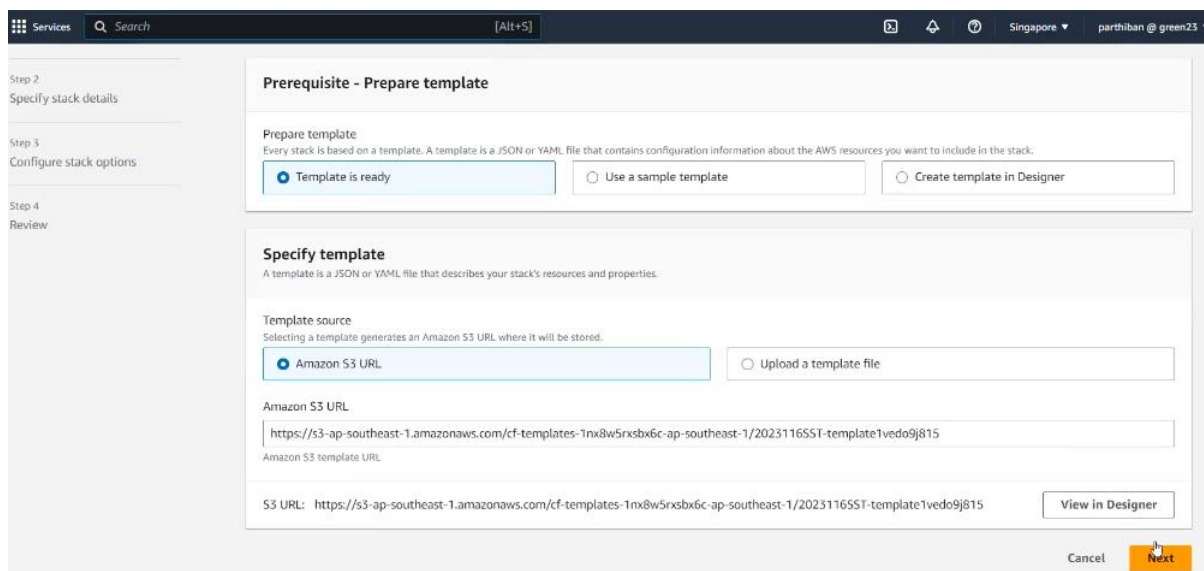 Services
Search
[Alt+S]
Singapore
parthiban @ green23
Step 2
Specify stack details
Step 3
Configure stack options
Step 4
Review
Prerequisite - Prepare template
Prepare template
Every stack is based on a template. A template is a JSON or YAML file that contains configuration information about the AWS resources you want to include in the stack.
Template is ready
Use a sample template
Create template in Designer
Specify template
A template is a JSON or YAML file that describes your stack's resources and properties.
Template source
Selecting a template generates an Amazon S3 URL where it will be stored.
Amazon S3 URL
Upload a template file
Amazon S3 URL
https://s3-ap-southeast-1.amazonaws.com/cf-templates-1nx8w5rxsbx6c-ap-southeast-1/2023116SST-template1vedo9j815
Amazon S3 template URL
S3 URL: https://s3-ap-southeast-1.amazonaws.com/cf-templates-1nx8w5rxsbx6c-ap-southeast-1/2023116SST-template1vedo9j815
View in Designer
Cancel
Next